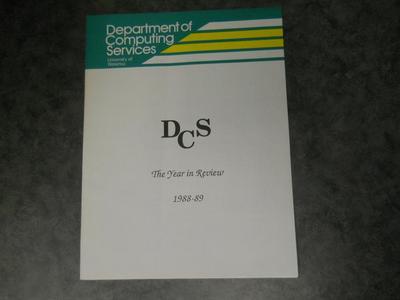 Department of
Computing
Services
University of
Waterloo
DCS
The Year in Review
1988-89